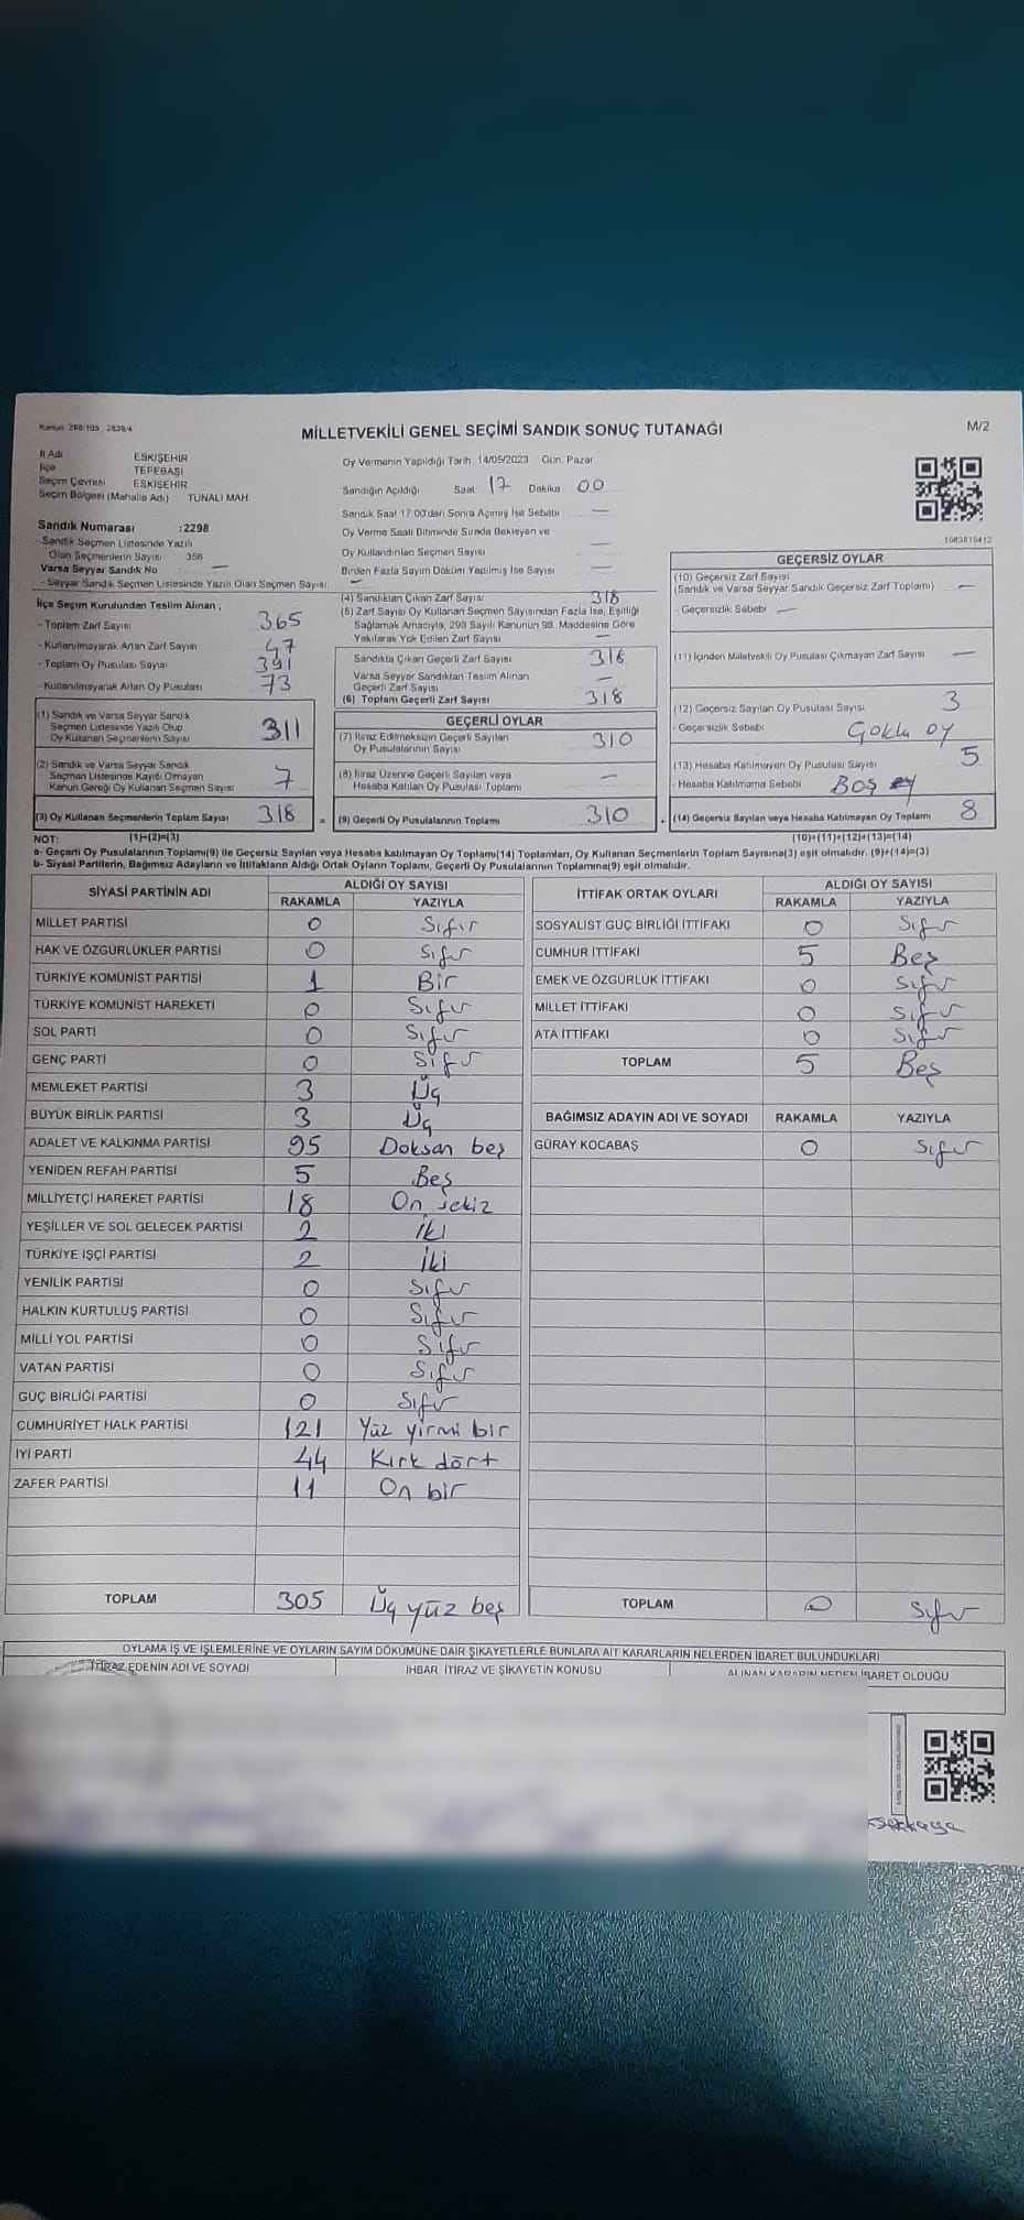 MİLLETVEKİLİ GENEL SEÇİMİ SANDIK SONUÇ TUTANAĞI
M/2
İl Adı ESKİŞEHİR
İlçe TEPEBAŞI
Seçim Çevresi ESKİŞEHİR
Seçim Bölgesi (Mahalle Adı) TUNALI MAH.
Sandık Numarası :2298
- Sandık Seçmen Listesinde Yazılı
Olan Seçmenlerin Sayısı 356
Varsa Seyyar Sandık No —
- Seyyar Sandık Seçmen Listesinde Yazılı Olan Seçmen Sayısı —
Oy Vermenin Yapıldığı Tarih 14/05/2023 Gün: Pazar
Sandığın Açıldığı Saat 17 Dakika 00
Sandık Saat 17:00'den Sonra Açılmış İse Sebebi —
Oy Verme Saati Bitiminde Sırada Bekleyen ve
Oy Kullandırılan Seçmen Sayısı —
Birden Fazla Sayım Dökümü Yapılmış İse Sayısı —
1083816412
İlçe Seçim Kurulundan Teslim Alınan ;
- Toplam Zarf Sayısı 365
- Kullanılmayarak Artan Zarf Sayısı 47
- Toplam Oy Pusulası Sayısı 391
- Kullanılmayarak Artan Oy Pusulası 73
(1) Sandık ve Varsa Seyyar Sandık
Seçmen Listesinde Yazılı Olup
Oy Kullanan Seçmenlerin Sayısı 311
(2) Sandık ve Varsa Seyyar Sandık
Seçmen Listesinde Kaydı Olmayan
Kanun Gereği Oy Kullanan Seçmen Sayısı 7
(3) Oy Kullanan Seçmenlerin Toplam Sayısı 318 =
(4) Sandıktan Çıkan Zarf Sayısı 318
(5) Zarf Sayısı Oy Kullanan Seçmen Sayısından Fazla İse, Eşitliği
Sağlamak Amacıyla, 298 Sayılı Kanunun 98. Maddesine Göre
Yakılarak Yok Edilen Zarf Sayısı —
Sandıkta Çıkan Geçerli Zarf Sayısı 318
Varsa Seyyar Sandıktan Teslim Alınan
Geçerli Zarf Sayısı —
(6) Toplam Geçerli Zarf Sayısı 318
GEÇERLİ OYLAR
(7) İtiraz Edilmeksizin Geçerli Sayılan
Oy Pusulalarının Sayısı 310
(8) İtiraz Üzerine Geçerli Sayılan veya
Hesaba Katılan Oy Pusulası Toplamı —
(9) Geçerli Oy Pusulalarının Toplamı 310 +
GEÇERSİZ OYLAR
(10) Geçersiz Zarf Sayısı
(Sandık ve Varsa Seyyar Sandık Geçersiz Zarf Toplamı) —
- Geçersizlik Sebebi —
(11) İçinden Milletvekili Oy Pusulası Çıkmayan Zarf Sayısı —
(12) Geçersiz Sayılan Oy Pusulası Sayısı 3
- Geçersizlik Sebebi Çoklu oy
(13) Hesaba Katılmayan Oy Pusulası Sayısı 5
- Hesaba Katılmama Sebebi Boş oy
(14) Geçersiz Sayılan veya Hesaba Katılmayan Oy Toplamı 8
NOT: (1)+(2)=(3) (10)+(11)+(12)+(13)=(14)
a- Geçerli Oy Pusulalarının Toplamı(9) ile Geçersiz Sayılan veya Hesaba katılmayan Oy Toplamı(14) Toplamları, Oy Kullanan Seçmenlerin Toplam Sayısına(3) eşit olmalıdır. (9)+(14)=(3)
b- Siyasi Partilerin, Bağımsız Adayların ve İttifakların Aldığı Ortak Oyların Toplamı, Geçerli Oy Pusulalarının Toplamına(9) eşit olmalıdır.
SİYASİ PARTİNİN ADI ALDIĞI OY SAYISI
RAKAMLA YAZIYLA
MİLLET PARTİSİ 0 Sıfır
HAK VE ÖZGÜRLÜKLER PARTİSİ 0 Sıfır
TÜRKİYE KOMÜNİST PARTİSİ 1 Bir
TÜRKİYE KOMÜNİST HAREKETİ 0 Sıfır
SOL PARTİ 0 Sıfır
GENÇ PARTİ 0 Sıfır
MEMLEKET PARTİSİ 3 Üç
BÜYÜK BİRLİK PARTİSİ 3 Üç
ADALET VE KALKINMA PARTİSİ 95 Doksan beş
YENİDEN REFAH PARTİSİ 5 Beş
MİLLİYETÇİ HAREKET PARTİSİ 18 On sekiz
YEŞİLLER VE SOL GELECEK PARTİSİ 2 İki
TÜRKİYE İŞÇİ PARTİSİ 2 İki
YENİLİK PARTİSİ 0 Sıfır
HALKIN KURTULUŞ PARTİSİ 0 Sıfır
MİLLİ YOL PARTİSİ 0 Sıfır
VATAN PARTİSİ 0 Sıfır
GÜÇ BİRLİĞİ PARTİSİ 0 Sıfır
CUMHURİYET HALK PARTİSİ 121 Yüz yirmi bir
İYİ PARTİ 44 Kırk dört
ZAFER PARTİSİ 11 On bir
TOPLAM 305 Üç yüz beş
İTTİFAK ORTAK OYLARI ALDIĞI OY SAYISI
RAKAMLA YAZIYLA
SOSYALİST GÜÇ BİRLİĞİ İTTİFAKI 0 Sıfır
CUMHUR İTTİFAKI 5 Beş
EMEK VE ÖZGÜRLÜK İTTİFAKI 0 Sıfır
MİLLET İTTİFAKI 0 Sıfır
ATA İTTİFAKI 0 Sıfır
TOPLAM 5 Beş
BAĞIMSIZ ADAYIN ADI VE SOYADI RAKAMLA YAZIYLA
GÜRAY KOCABAŞ 0 Sıfır
TOPLAM 0 Sıfır
OYLAMA İŞ VE İŞLEMLERİNE VE OYLARIN SAYIM DÖKÜMÜNE DAİR ŞİKAYETLERLE BUNLARA AİT KARARLARIN NELERDEN İBARET BULUNDUKLARI
İTİRAZ EDENİN ADI VE SOYADI İHBAR İTİRAZ VE ŞİKAYETİN KONUSU ALINAN KARARIN NEDEN İBARET OLDUĞU